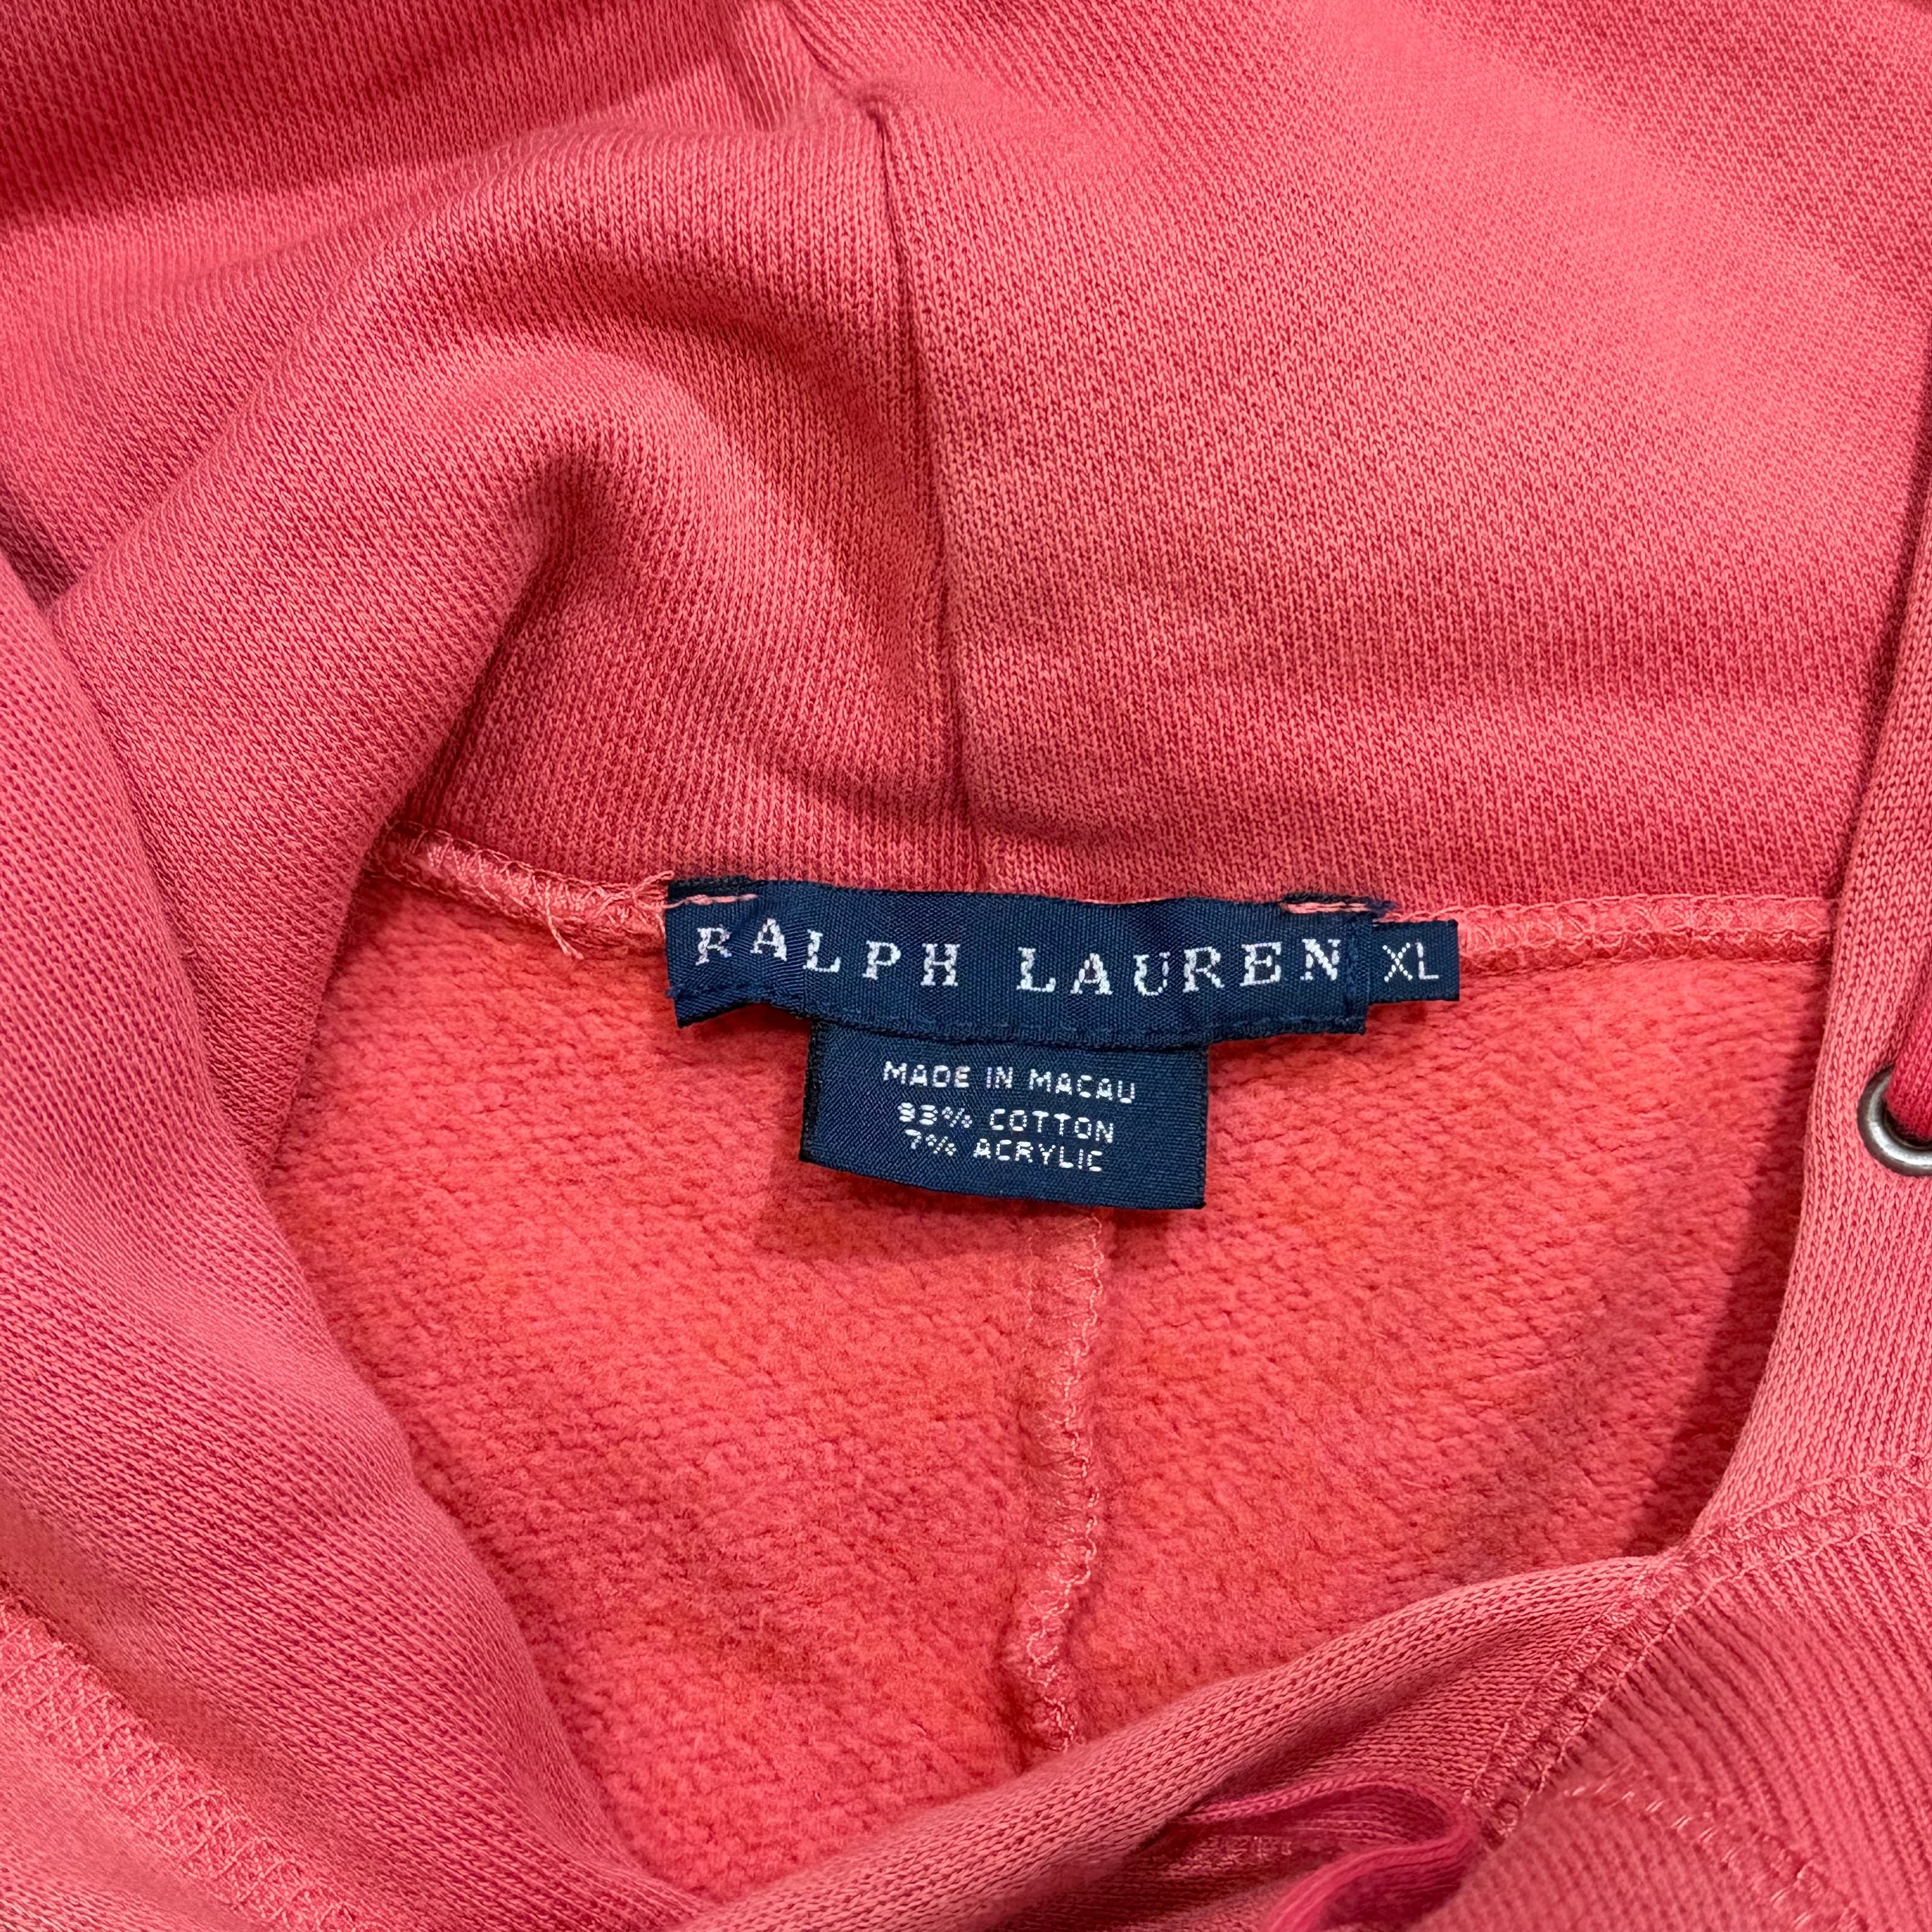 RALPH LAUREN XL
MADE IN MACAU
93% COTTON
7% ACRYLIC